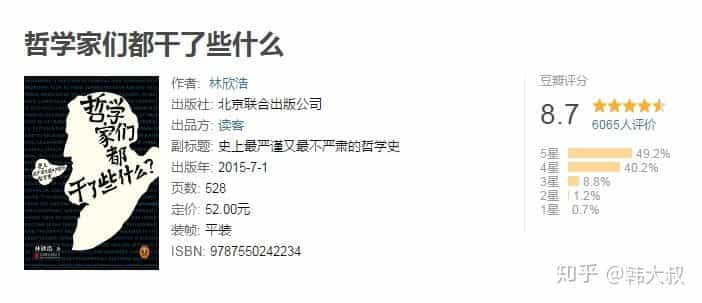 哲学家们都干了些什么
哲学
家们
都
干了些什么?
林欣浩 著
作者: 林欣浩
出版社: 北京联合出版公司
出品方: 读客
副标题: 史上最严谨又最不严肃的哲学史
出版年: 2015-7-1
页数: 528
定价: 52.00元
装帧: 平装
ISBN: 9787550242234
豆瓣评分
8.7
6065人评价
5星 49.2%
4星 40.2%
3星 8.8%
2星 1.2%
1星 0.7%
知乎 @韩大叔